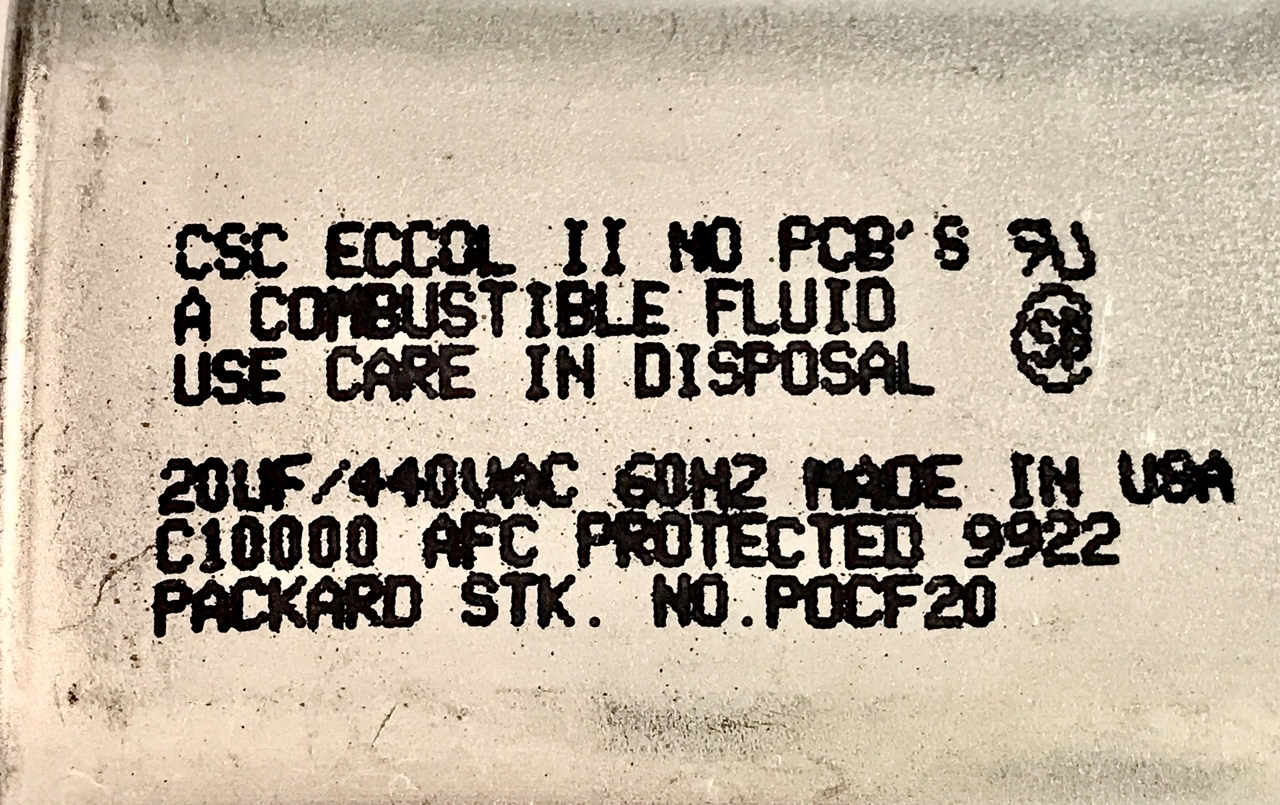 CSC ECCOL II NO PCB'S RU
A COMBUSTIBLE FLUID
USE CARE IN DISPOSAL
20UF/440VAC 60HZ MADE IN USA
C10000 AFC PROTECTED 9922
PACKARD STK. NO.POCF20